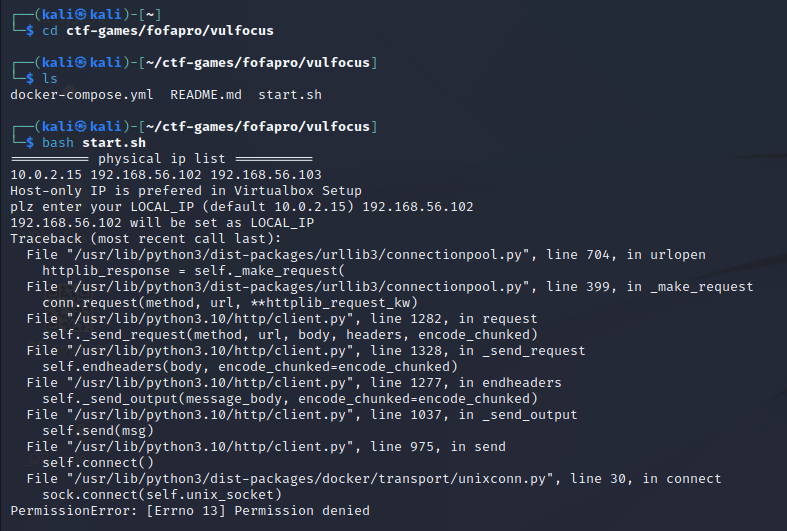 ┌──(kali㉿kali)-[~]
└─$ cd ctf-games/fofapro/vulfocus
┌──(kali㉿kali)-[~/ctf-games/fofapro/vulfocus]
└─$ ls
docker-compose.yml  README.md  start.sh
┌──(kali㉿kali)-[~/ctf-games/fofapro/vulfocus]
└─$ bash start.sh
========== physical ip list ==========
10.0.2.15 192.168.56.102 192.168.56.103
Host-only IP is prefered in Virtualbox Setup
plz enter your LOCAL_IP (default 10.0.2.15) 192.168.56.102
192.168.56.102 will be set as LOCAL_IP
Traceback (most recent call last):
  File "/usr/lib/python3/dist-packages/urllib3/connectionpool.py", line 704, in urlopen
    httplib_response = self._make_request(
  File "/usr/lib/python3/dist-packages/urllib3/connectionpool.py", line 399, in _make_request
    conn.request(method, url, **httplib_request_kw)
  File "/usr/lib/python3.10/http/client.py", line 1282, in request
    self._send_request(method, url, body, headers, encode_chunked)
  File "/usr/lib/python3.10/http/client.py", line 1328, in _send_request
    self.endheaders(body, encode_chunked=encode_chunked)
  File "/usr/lib/python3.10/http/client.py", line 1277, in endheaders
    self._send_output(message_body, encode_chunked=encode_chunked)
  File "/usr/lib/python3.10/http/client.py", line 1037, in _send_output
    self.send(msg)
  File "/usr/lib/python3.10/http/client.py", line 975, in send
    self.connect()
  File "/usr/lib/python3/dist-packages/docker/transport/unixconn.py", line 30, in connect
    sock.connect(self.unix_socket)
PermissionError: [Errno 13] Permission denied